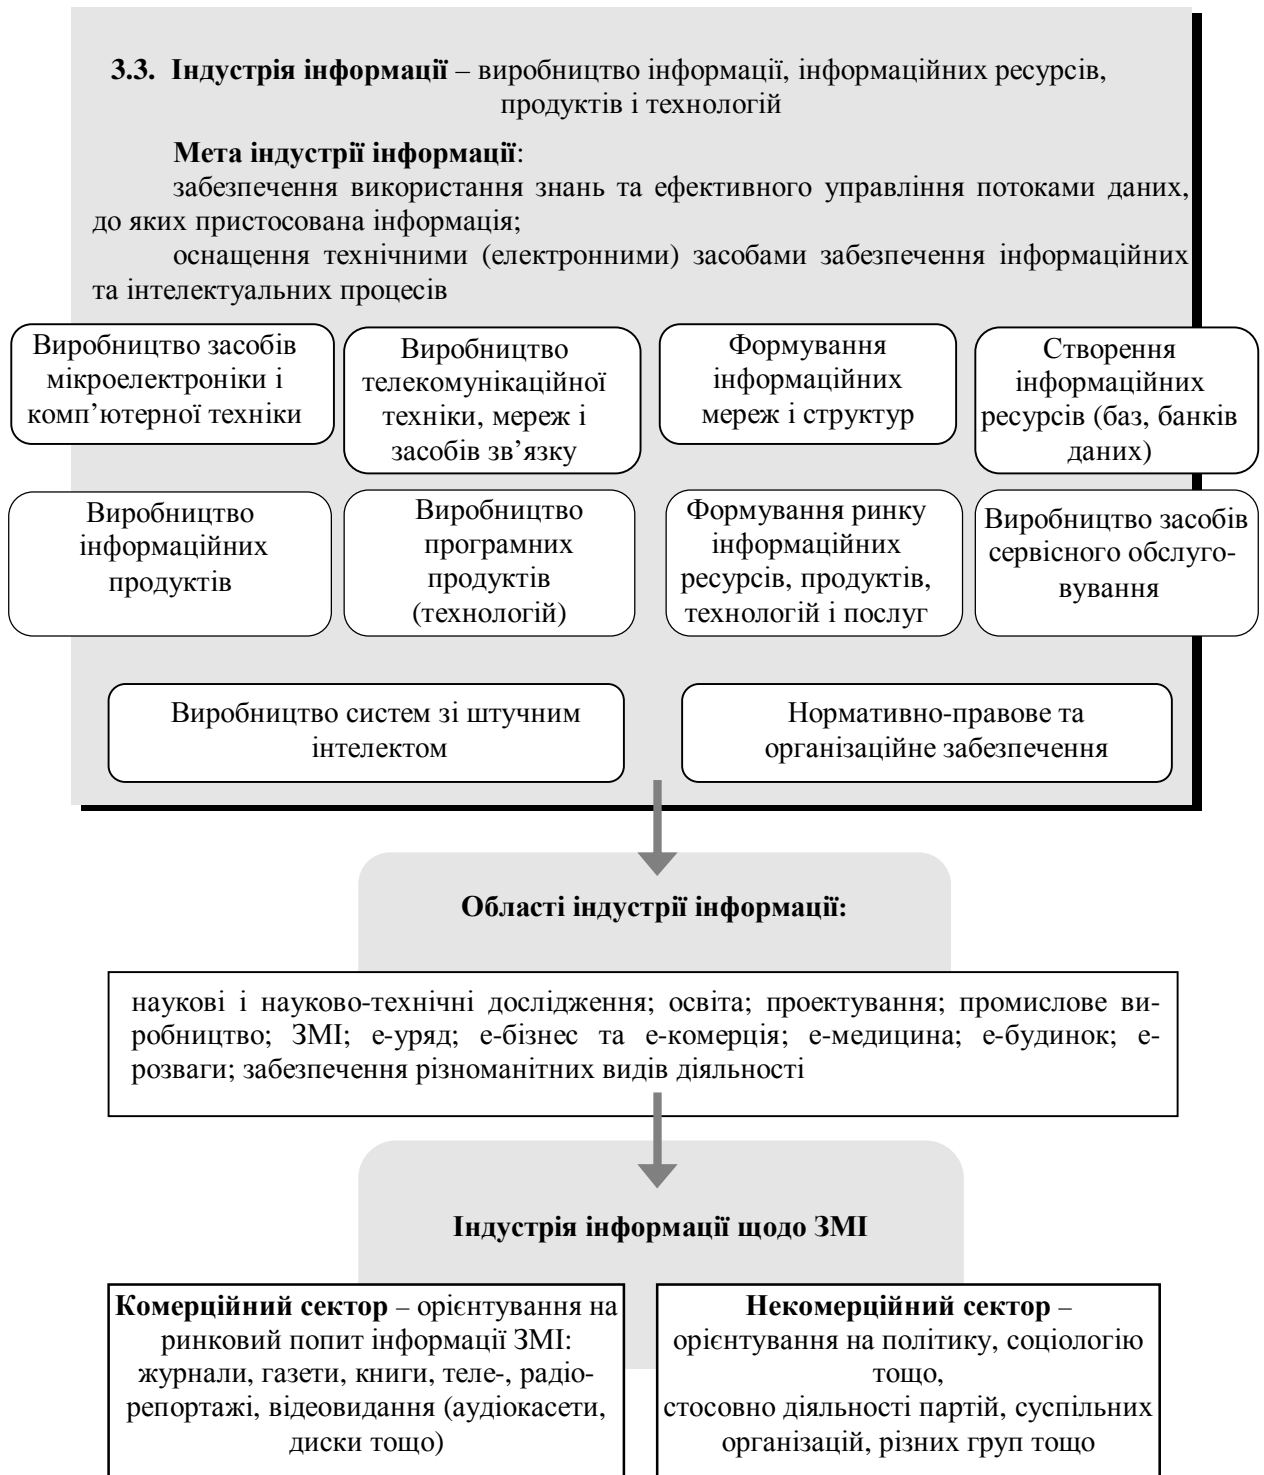 3.3. Індустрія інформації – виробництво інформації, інформаційних ресурсів,
продуктів і технологій
Мета індустрії інформації:
забезпечення використання знань та ефективного управління потоками даних,
до яких пристосована інформація;
оснащення технічними (електронними) засобами забезпечення інформаційних
та інтелектуальних процесів
Виробництво засобів
мікроелектроніки і
комп’ютерної техніки
Виробництво
телекомунікаційної
техніки, мереж і
засобів зв’язку
Формування
інформаційних
мереж і структур
Створення
інформаційних
ресурсів (баз, банків
даних)
Виробництво
інформаційних
продуктів
Виробництво
програмних
продуктів
(технологій)
Формування ринку
інформаційних
ресурсів, продуктів,
технологій і послуг
Виробництво засобів
сервісного обслуго-
вування
Виробництво систем зі штучним
інтелектом
Нормативно-правове та
організаційне забезпечення
Області індустрії інформації:
наукові і науково-технічні дослідження; освіта; проектування; промислове ви-
робництво; ЗМІ; е-уряд; е-бізнес та е-комерція; е-медицина; е-будинок; е-
розваги; забезпечення різноманітних видів діяльності
Індустрія інформації щодо ЗМІ
Комерційний сектор – орієнтування на
ринковий попит інформації ЗМІ:
журнали, газети, книги, теле-, радіо-
репортажі, відеовидання (аудіокасети,
диски тощо)
Некомерційний сектор –
орієнтування на політику, соціологію
тощо,
стосовно діяльності партій, суспільних
організацій, різних груп тощо